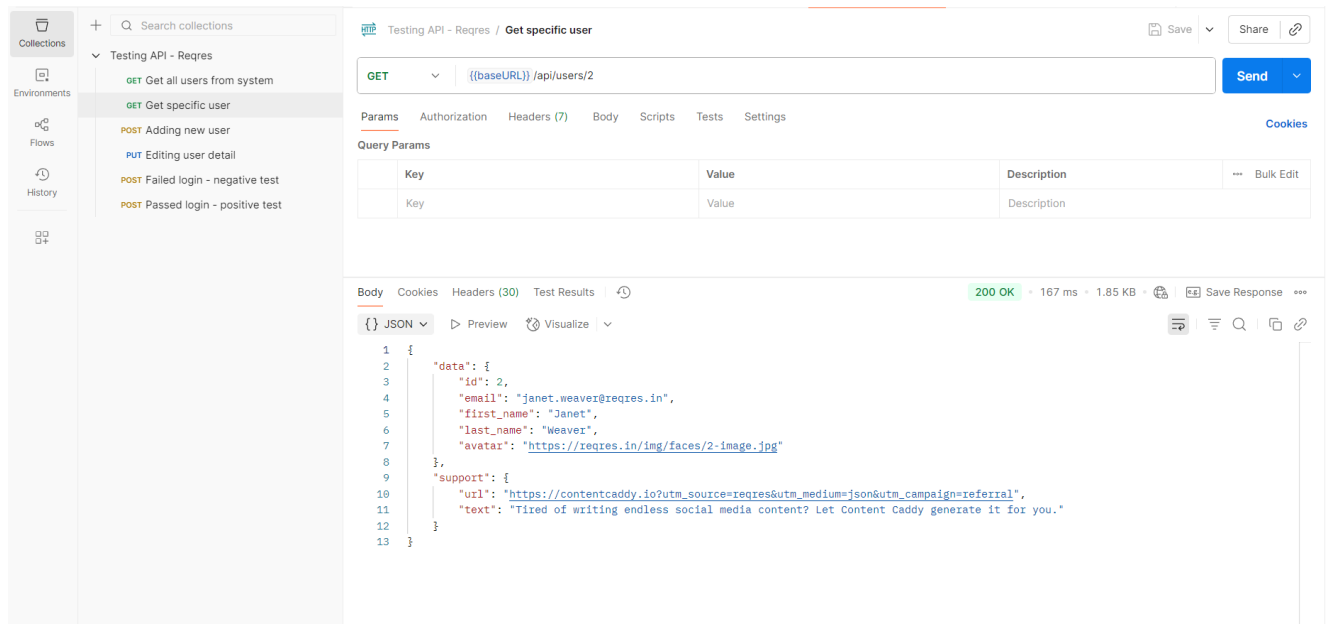 Collections
Environments
Flows
History
Search collections
Testing API - Reqres
GET Get all users from system
GET Get specific user
POST Adding new user
PUT Editing user detail
POST Failed login - negative test
POST Passed login - positive test
HTTP Testing API - Reqres / Get specific user
Save Share
GET {{baseURL}} /api/users/2 Send
Params Authorization Headers (7) Body Scripts Tests Settings Cookies
Query Params
Key Value Description ••• Bulk Edit
Key Value Description
Body Cookies Headers (30) Test Results 200 OK • 167 ms • 1.85 KB • e.g. Save Response
{} JSON Preview Visualize
1 {
2 "data": {
3 "id": 2,
4 "email": "janet.weaver@reqres.in",
5 "first_name": "Janet",
6 "last_name": "Weaver",
7 "avatar": "https://reqres.in/img/faces/2-image.jpg"
8 },
9 "support": {
10 "url": "https://contentcaddy.io?utm_source=reqres&utm_medium=json&utm_campaign=referral",
11 "text": "Tired of writing endless social media content? Let Content Caddy generate it for you."
12 }
13 }